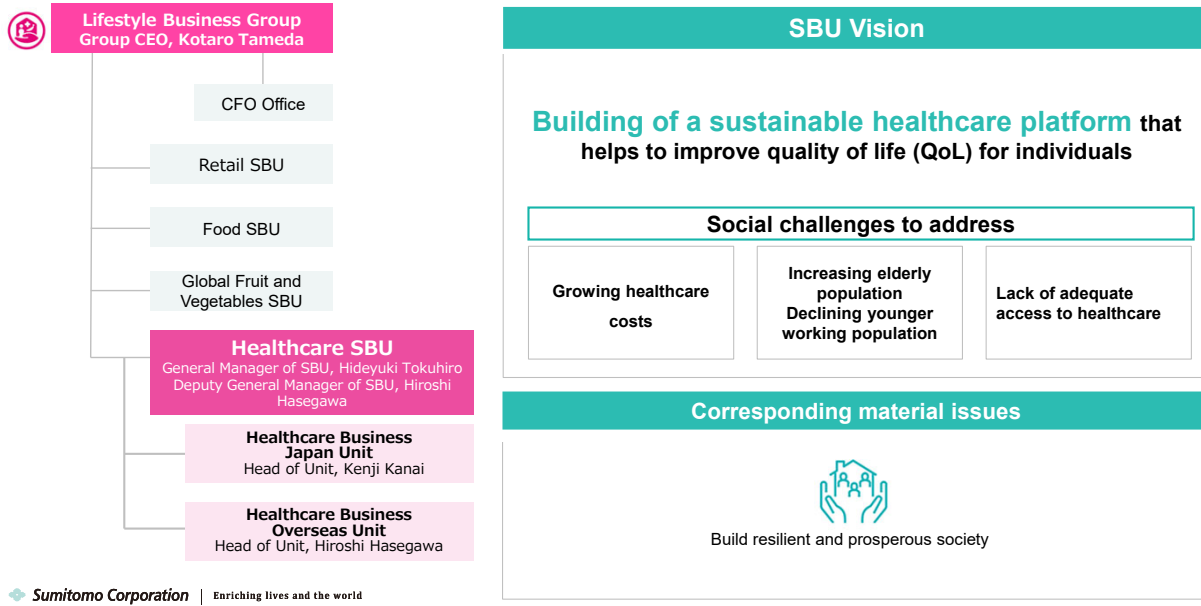 Lifestyle Business Group
Group CEO, Kotaro Tameda
CFO Office
Retail SBU
Food SBU
Global Fruit and
Vegetables SBU
Healthcare SBU
General Manager of SBU, Hideyuki Tokuhiro
Deputy General Manager of SBU, Hiroshi
Hasegawa
Healthcare Business
Japan Unit
Head of Unit, Kenji Kanai
Healthcare Business
Overseas Unit
Head of Unit, Hiroshi Hasegawa
SBU Vision
Building of a sustainable healthcare platform that
helps to improve quality of life (QoL) for individuals
Social challenges to address
Growing healthcare
costs
Increasing elderly
population
Declining younger
working population
Lack of adequate
access to healthcare
Corresponding material issues
Build resilient and prosperous society
Sumitomo Corporation | Enriching lives and the world